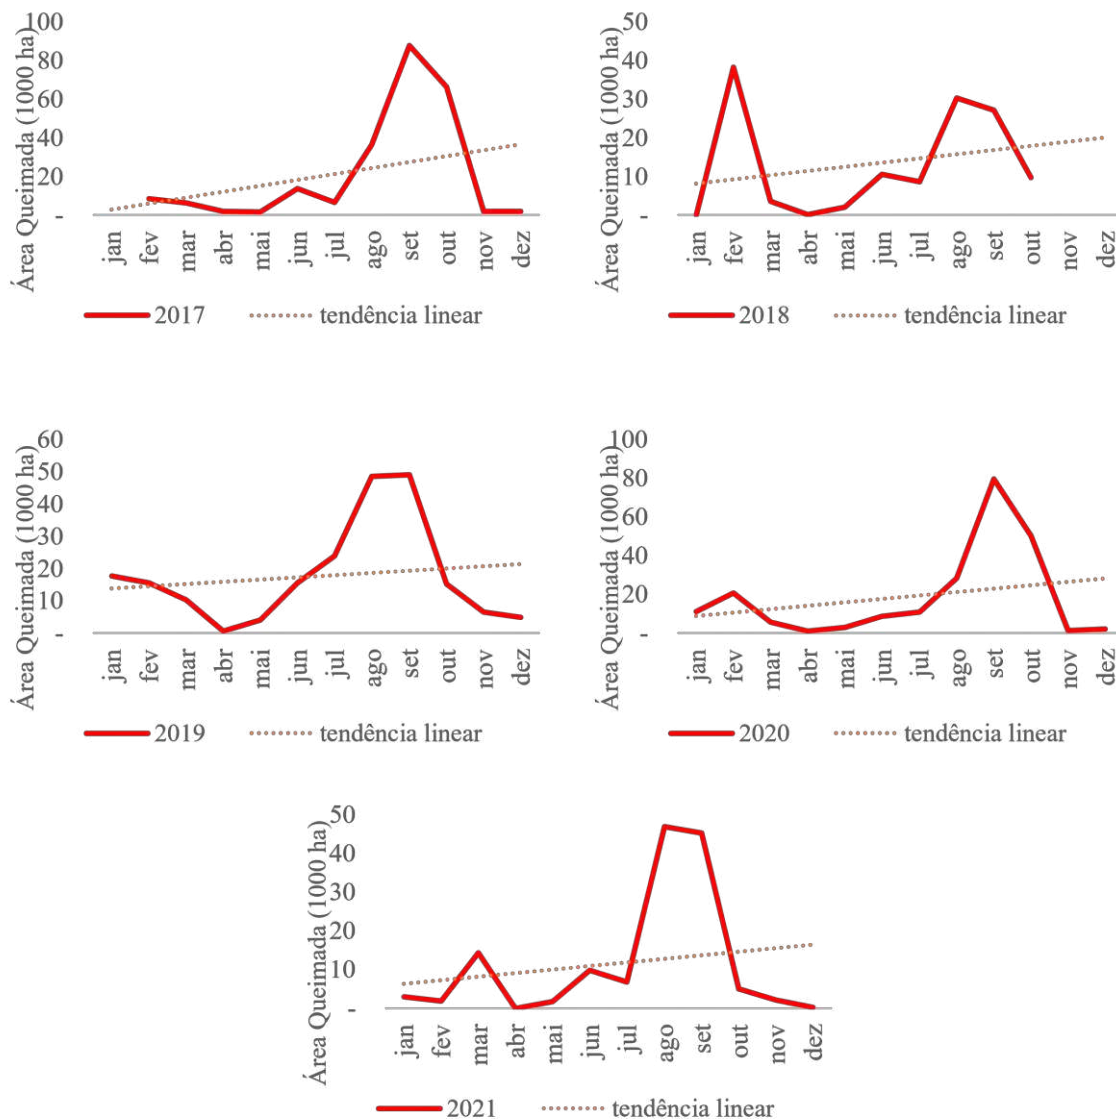 Área Queimada (1000 ha)
100
80
60
40
20
-
jan fev mar abr mai jun jul ago set out nov dez
2017 tendência linear
Área Queimada (1000 ha)
50
40
30
20
10
-
jan fev mar abr mai jun jul ago set out nov dez
2018 tendência linear
Área Queimada (1000 ha)
60
50
40
30
20
10
-
jan fev mar abr mai jun jul ago set out nov dez
2019 tendência linear
Área Queimada (1000 ha)
100
80
60
40
20
-
jan fev mar abr mai jun jul ago set out nov dez
2020 tendência linear
Área Queimada (1000 ha)
50
40
30
20
10
-
jan fev mar abr mai jun jul ago set out nov dez
2021 tendência linear